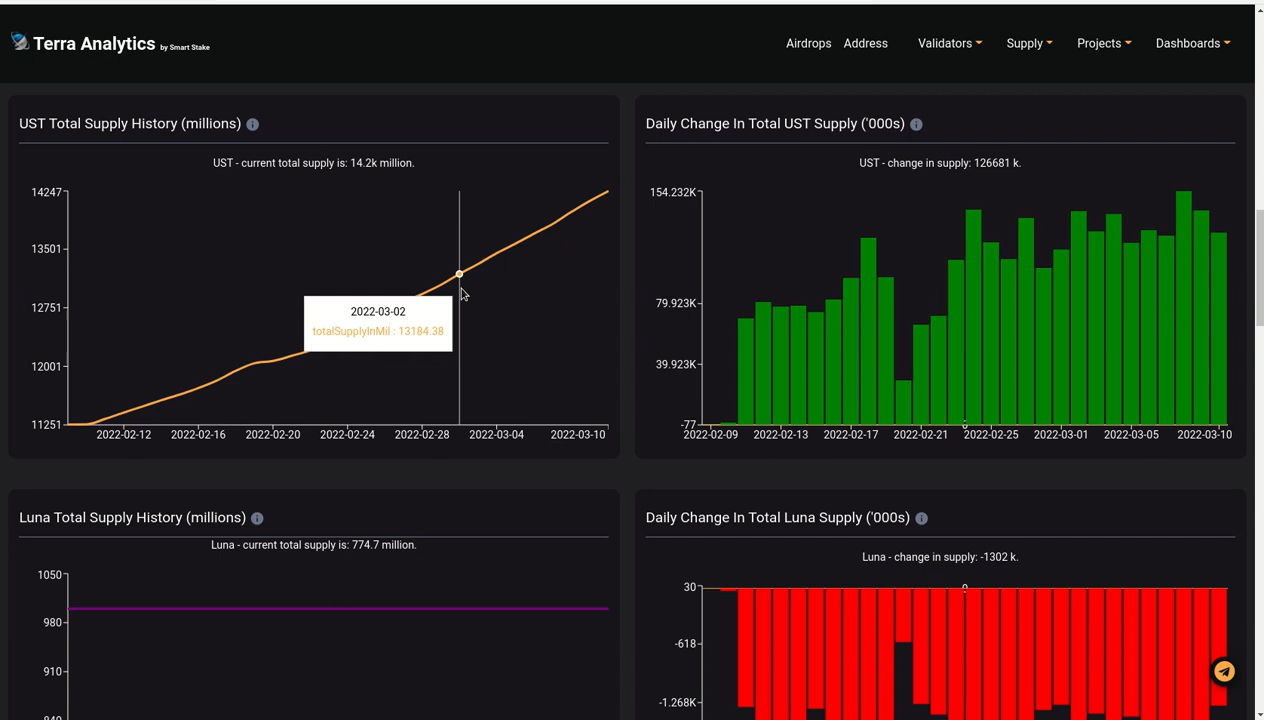 Terra Analytics by Smart Stake
Airdrops Address Validators Supply Projects Dashboards
UST Total Supply History (millions)
UST - current total supply is: 14.2k million.
14247
13501
12751
12001
11251
2022-03-02
totalSupplyInMil : 13184.38
2022-02-12 2022-02-16 2022-02-20 2022-02-24 2022-02-28 2022-03-04 2022-03-10
Daily Change In Total UST Supply ('000s)
UST - change in supply: 126681 k.
154.232K
79.923K
39.923K
-77
0
2022-02-09 2022-02-13 2022-02-17 2022-02-21 2022-02-25 2022-03-01 2022-03-05 2022-03-10
Luna Total Supply History (millions)
Luna - current total supply is: 774.7 million.
1050
980
910
840
Daily Change In Total Luna Supply ('000s)
Luna - change in supply: -1302 k.
30
0
-618
-1.268K